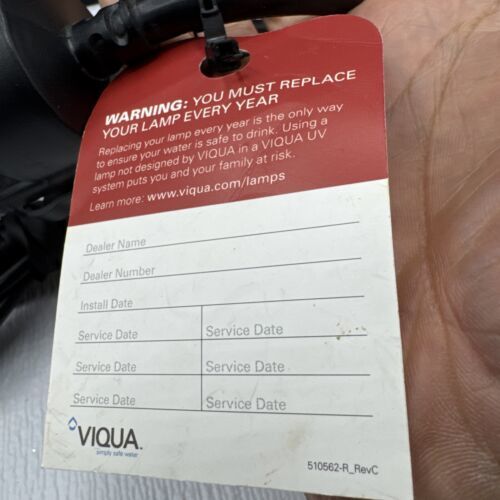 WARNING: YOU MUST REPLACE
YOUR LAMP EVERY YEAR
Replacing your lamp every year is the only way
to ensure your water is safe to drink. Using a
lamp not designed by VIQUA in a VIQUA UV
system puts you and your family at risk.
Learn more: www.viqua.com/lamps
Dealer Name
Dealer Number
Install Date
Service Date Service Date
Service Date Service Date
Service Date Service Date
VIQUA™
simply safe water
510562-R_RevC